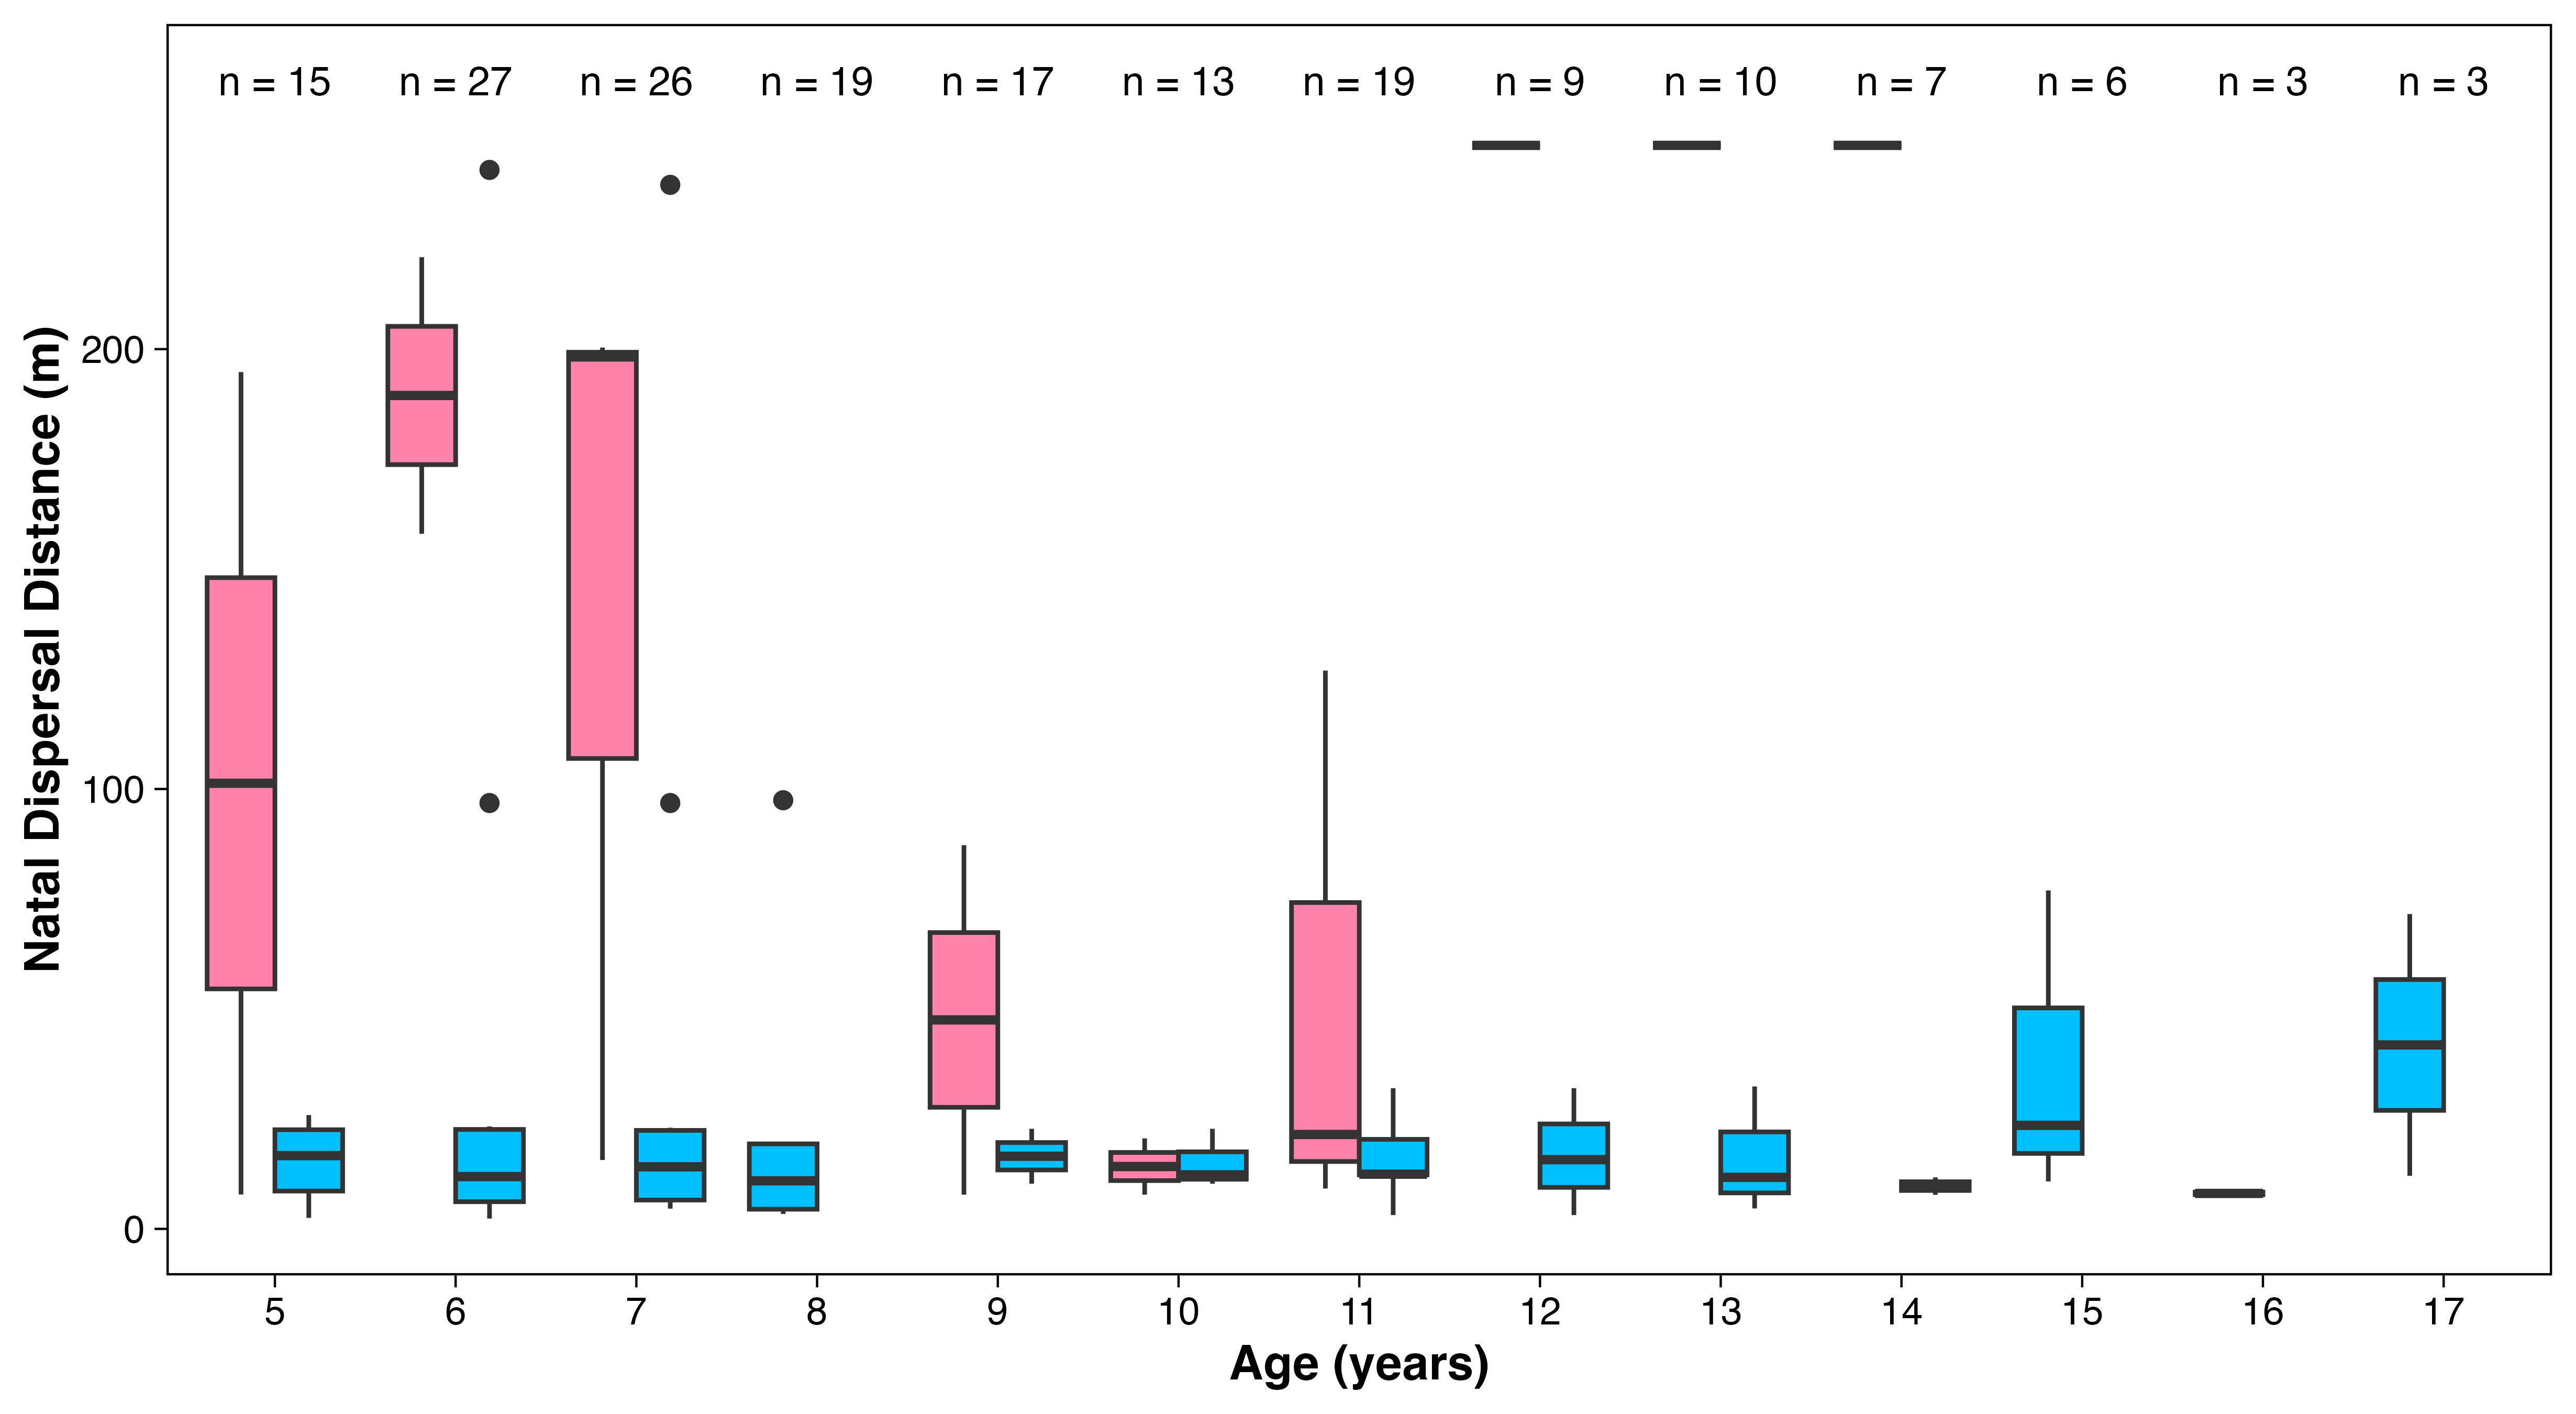 n = 15 n = 27 n = 26 n = 19 n = 17 n = 13 n = 19 n = 9 n = 10 n = 7 n = 6 n = 3 n = 3
Natal Dispersal Distance (m)
200
100
0
5 6 7 8 9 10 11 12 13 14 15 16 17
Age (years)